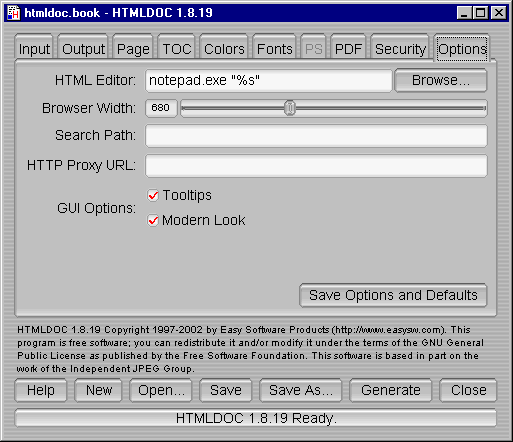 htmldoc.book - HTMLDOC 1.8.19
Input Output Page TOC Colors Fonts PS PDF Security Options
HTML Editor: notepad.exe "%s" Browse...
Browser Width: 680
Search Path:
HTTP Proxy URL:
Tooltips
GUI Options:
Modern Look
Save Options and Defaults
HTMLDOC 1.8.19 Copyright 1997-2002 by Easy Software Products (http://www.easysw.com). This
program is free software; you can redistribute it and/or modify it under the terms of the GNU General
Public License as published by the Free Software Foundation. This software is based in part on the
work of the Independent JPEG Group.
Help New Open... Save Save As... Generate Close
HTMLDOC 1.8.19 Ready.